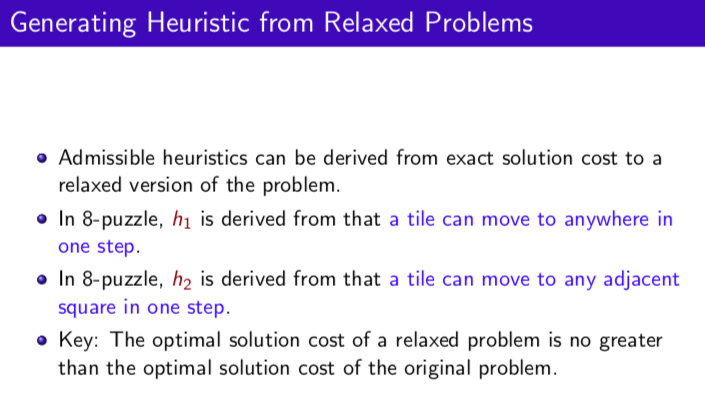 Generating Heuristic from Relaxed Problems
Admissible heuristics can be derived from exact solution cost to a
relaxed version of the problem.
In 8-puzzle, h₁ is derived from that a tile can move to anywhere in
one step.
In 8-puzzle, h₂ is derived from that a tile can move to any adjacent
square in one step.
Key: The optimal solution cost of a relaxed problem is no greater
than the optimal solution cost of the original problem.